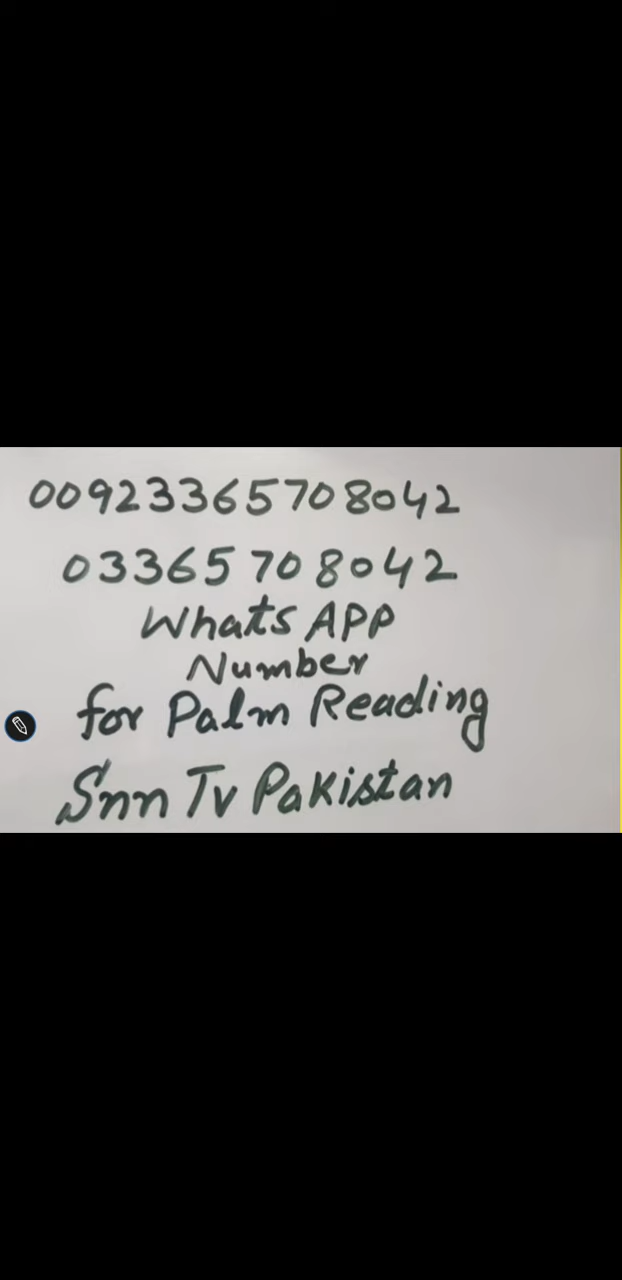 00923365708042
03365708042
Whats APP
Number
for Palm Reading
Snn Tv Pakistan